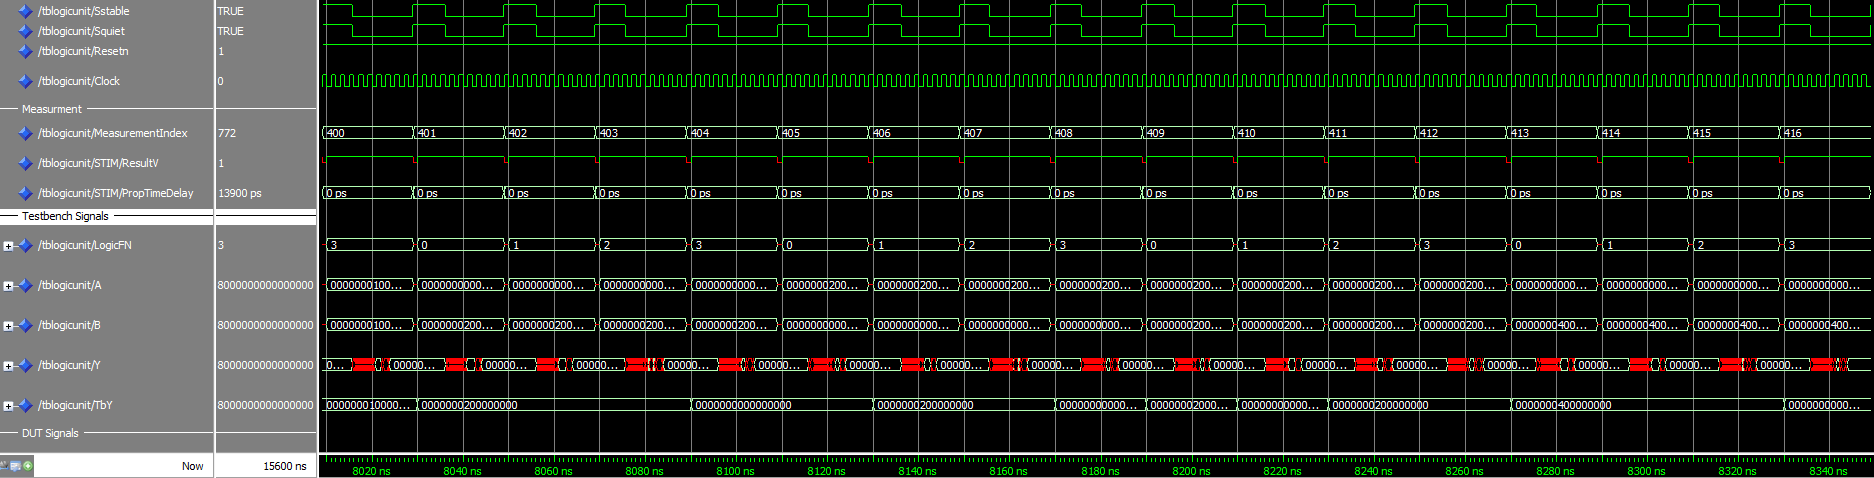 /tblogicunit/Sstable TRUE
/tblogicunit/Squiet TRUE
/tblogicunit/Resetn 1
/tblogicunit/Clock 0
Measurment
/tblogicunit/MeasurementIndex 772 400 401 402 403 404 405 406 407 408 409 410 411 412 413 414 415 416
/tblogicunit/STIM/ResultV 1
/tblogicunit/STIM/PropTimeDelay 13900 ps 0 ps 0 ps 0 ps 0 ps 0 ps 0 ps 0 ps 0 ps 0 ps 0 ps 0 ps 0 ps 0 ps 0 ps 0 ps 0 ps 0 ps
Testbench Signals
/tblogicunit/LogicFN 3 3 0 1 2 3 0 1 2 3 0 1 2 3 0 1 2 3
/tblogicunit/A 8000000000000000 0000000100... 0000000000... 0000000000... 0000000000... 0000000000... 0000000200... 0000000200... 0000000200... 0000000200... 0000000200... 0000000200... 0000000200... 0000000200... 0000000000... 0000000000... 0000000000... 000000000...
/tblogicunit/B 8000000000000000 0000000100... 0000000200... 0000000200... 0000000200... 0000000200... 0000000000... 0000000000... 0000000000... 0000000000... 0000000200... 0000000200... 0000000200... 0000000200... 0000000400... 0000000400... 0000000400... 000000400...
/tblogicunit/Y 8000000000000000 0... 00000... 00000... 00000... 00000... 00000... 00000... 00000... 00000... 00000... 00000... 00000... 00000... 00000... 00000... 00000... 00000...
/tblogicunit/TbY 8000000000000000 000000010000... 0000000200000000 0000000000000000 0000000200000000 000000000... 0000002000... 000000000... 0000000200000000 0000000400000000 000000000...
DUT Signals
Now 15600 ns 8020 ns 8040 ns 8060 ns 8080 ns 8100 ns 8120 ns 8140 ns 8160 ns 8180 ns 8200 ns 8220 ns 8240 ns 8260 ns 8280 ns 8300 ns 8320 ns 8340 ns